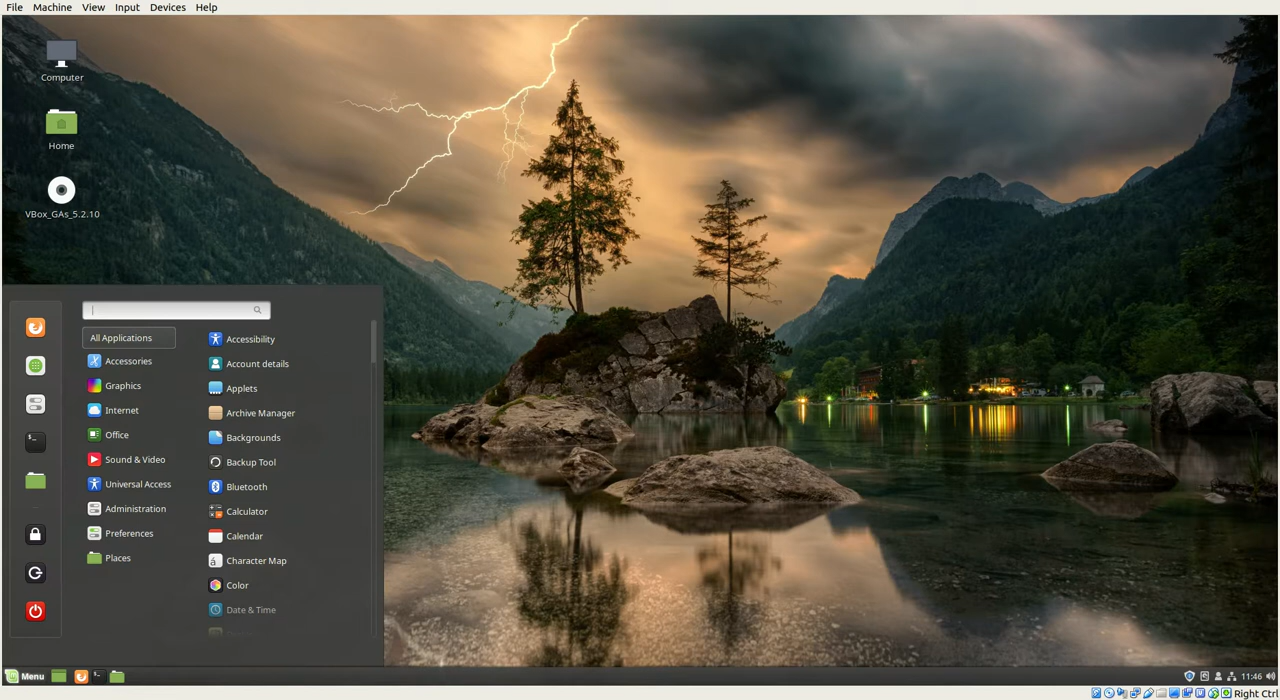 File Machine View Input Devices Help
Computer
Home
VBox_GAs_5.2.10
All Applications
Accessories
Graphics
Internet
Office
Sound & Video
Universal Access
Administration
Preferences
Places
Accessibility
Account details
Applets
Archive Manager
Backgrounds
Backup Tool
Bluetooth
Calculator
Calendar
Character Map
Color
Date & Time
Menu
11:46
Right Ctrl